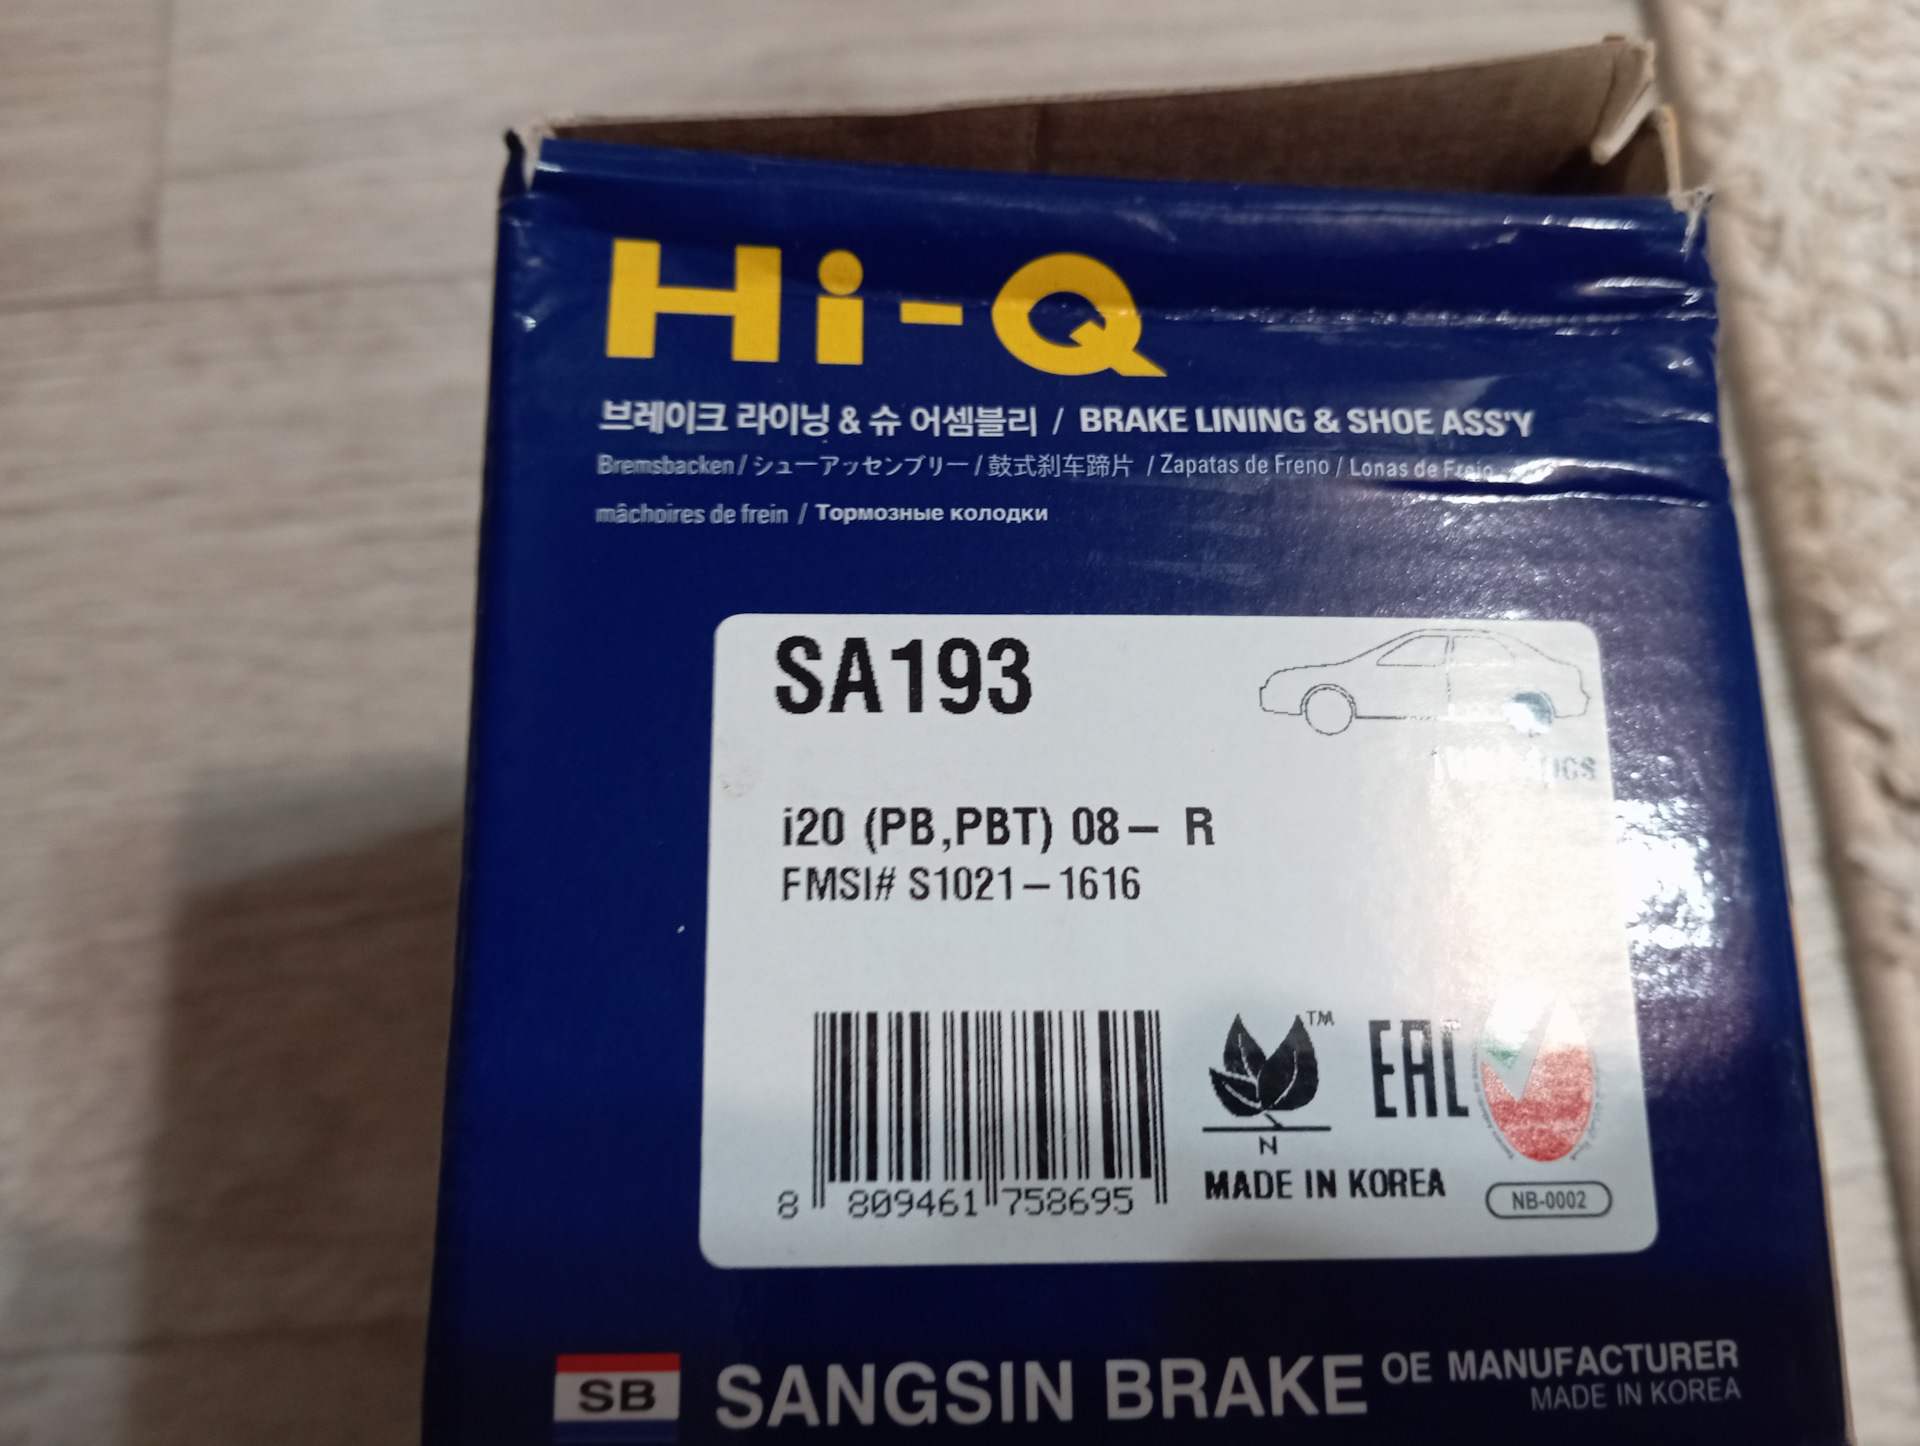 Hi-Q
브레이크 라이닝 & 슈 어셈블리 / BRAKE LINING & SHOE ASS'Y
Bremsbacken / シューアッセンブリー / 鼓式刹车蹄片 / Zapatas de Freno / Lonas de Freio
mâchoires de frein / Тормозные колодки
SA193
i20 (PB,PBT) 08– R
FMSI# S1021–1616
TM
EAC
N
MADE IN KOREA
8 809461 758695
NB-0002
SB
SANGSIN BRAKE
OE MANUFACTURER
MADE IN KOREA